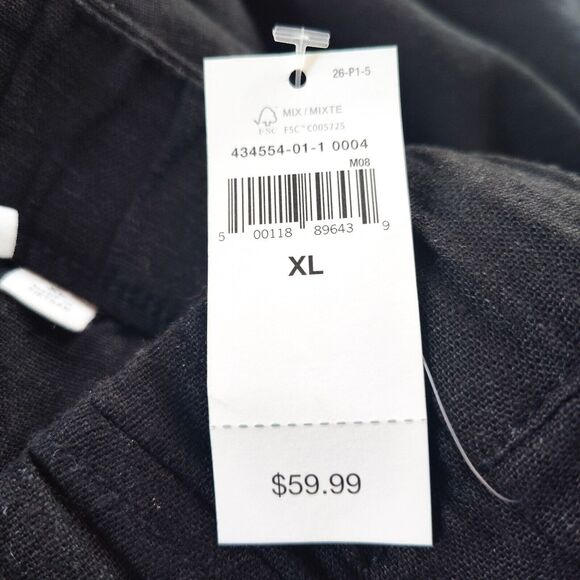 26-P1-5
MIX / MIXTE
FSC FSC™ C005725
434554-01-1 0004
M08
5 00118 89643 9
XL
$59.99